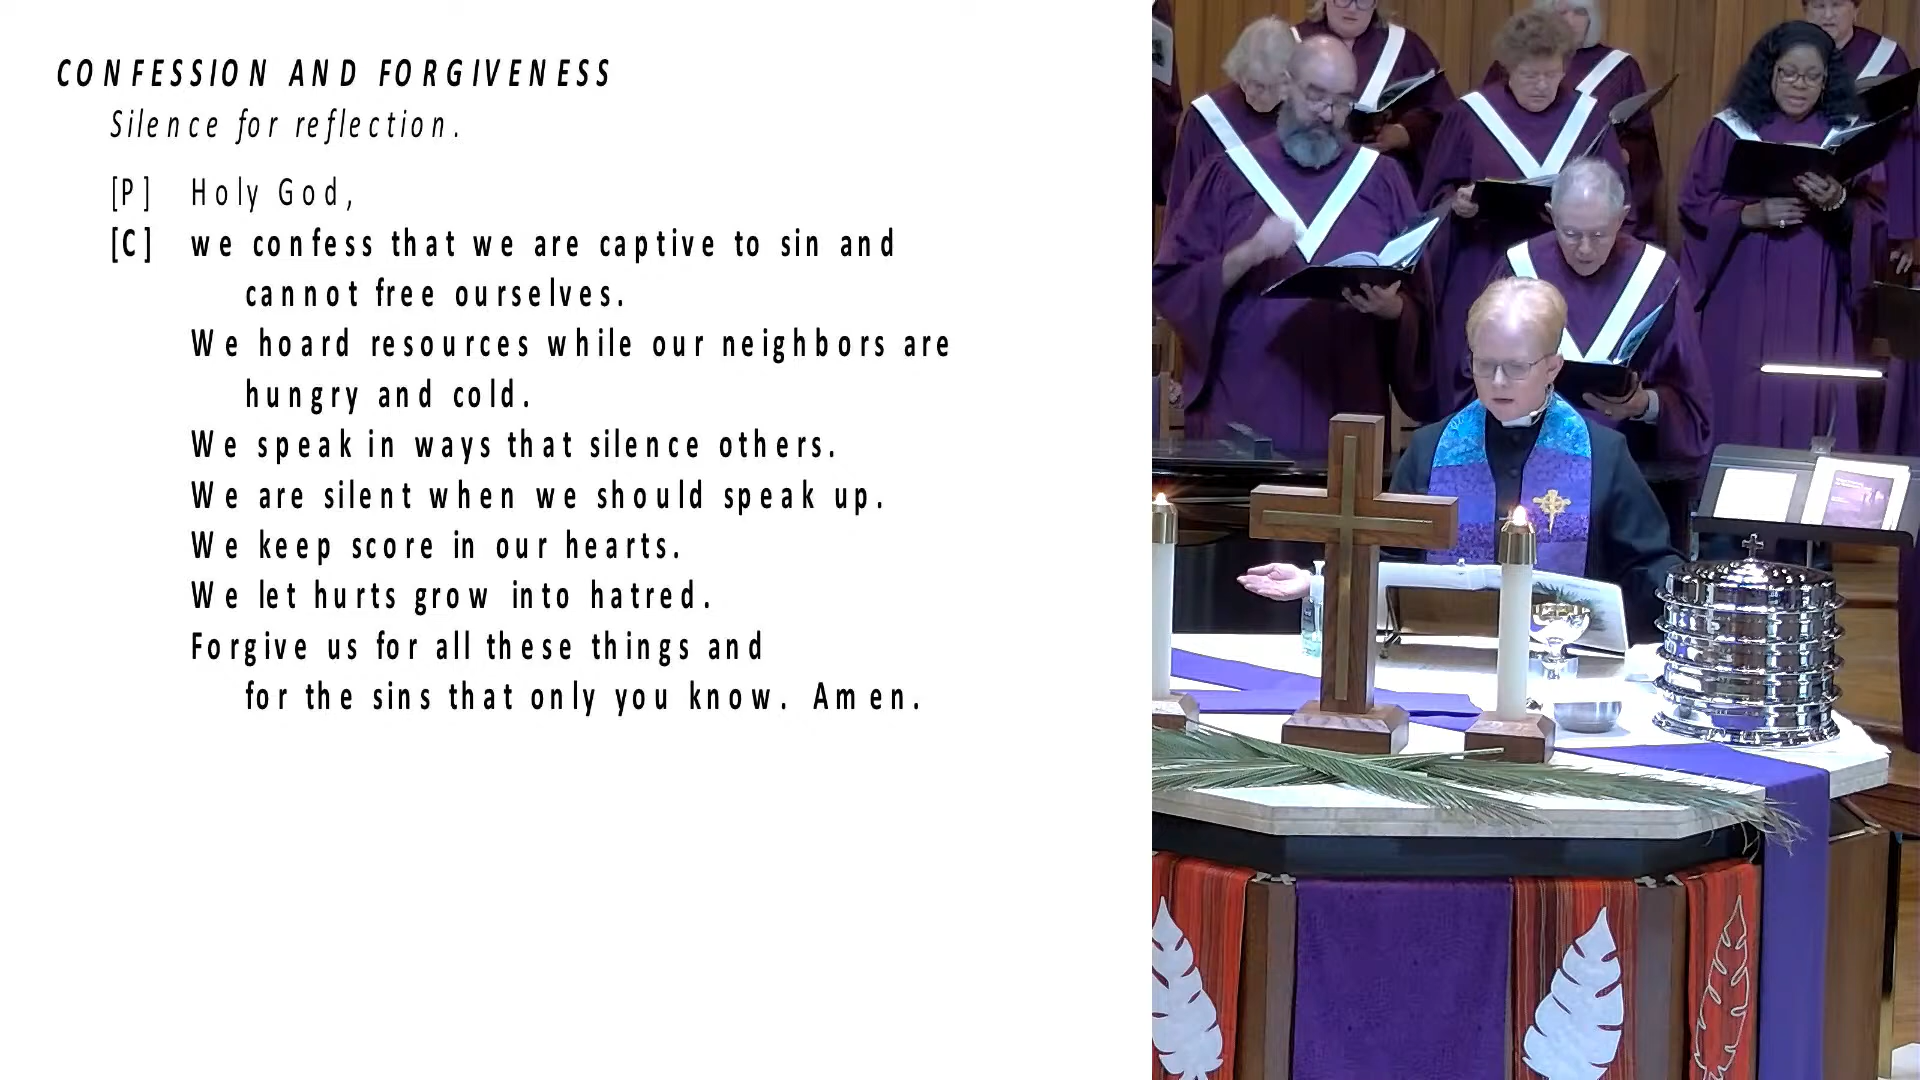 CONFESSION AND FORGIVENESS
Silence for reflection.
[P] Holy God,
[C] we confess that we are captive to sin and
cannot free ourselves.
We hoard resources while our neighbors are
hungry and cold.
We speak in ways that silence others.
We are silent when we should speak up.
We keep score in our hearts.
We let hurts grow into hatred.
Forgive us for all these things and
for the sins that only you know. Amen.